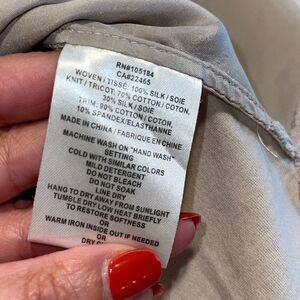 RN#105184
CA#22465
WOVEN / TISSE: 100% SILK / SOIE
KNIT / TRICOT: 70% COTTON / COTON,
30% SILK / SOIE
TRIM: 90% COTTON / COTON,
10% SPANDEX/ELASTHANNE
MADE IN CHINA / FABRIQUE EN CHINE
MACHINE WASH ON "HAND WASH"
SETTING
COLD WITH SIMILAR COLORS
MILD DETERGENT
DO NOT BLEACH
LINE DRY
HANG TO DRY AWAY FROM SUNLIGHT
TUMBLE DRY LOW HEAT BRIEFLY
TO RESTORE SOFTNESS
OR
WARM IRON INSIDE OUT IF NEEDED
OR
DRY